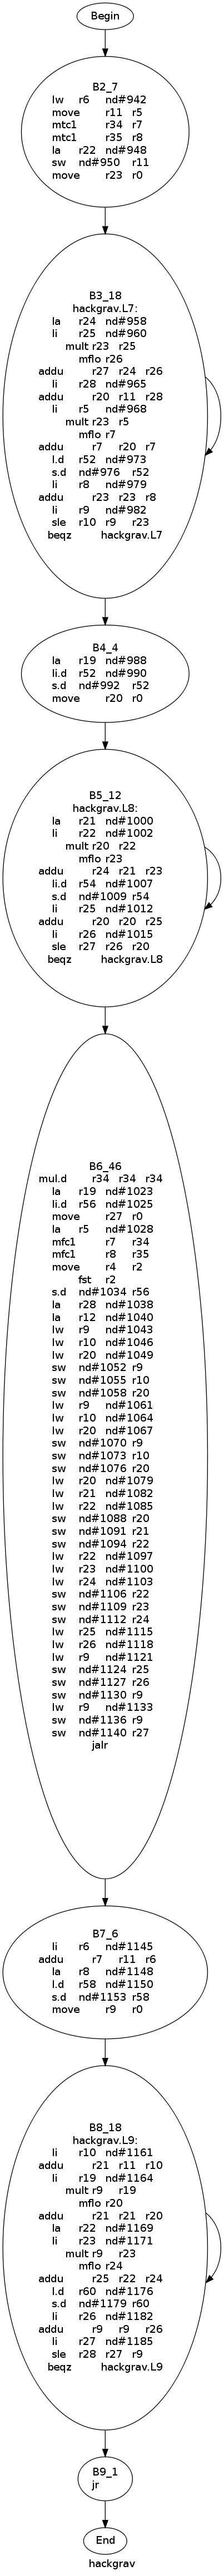 Begin
B2_7
lw r6 nd#942
move r11 r5
mtc1 r34 r7
mtc1 r35 r8
la r22 nd#948
sw nd#950 r11
move r23 r0
B3_18
hackgrav.L7:
la r24 nd#958
li r25 nd#960
mult r23 r25
mflo r26
addu r27 r24 r26
li r28 nd#965
addu r20 r11 r28
li r5 nd#968
mult r23 r5
mflo r7
addu r7 r20 r7
l.d r52 nd#973
s.d nd#976 r52
li r8 nd#979
addu r23 r23 r8
li r9 nd#982
sle r10 r9 r23
beqz hackgrav.L7
B4_4
la r19 nd#988
li.d r52 nd#990
s.d nd#992 r52
move r20 r0
B5_12
hackgrav.L8:
la r21 nd#1000
li r22 nd#1002
mult r20 r22
mflo r23
addu r24 r21 r23
li.d r54 nd#1007
s.d nd#1009 r54
li r25 nd#1012
addu r20 r20 r25
li r26 nd#1015
sle r27 r26 r20
beqz hackgrav.L8
B6_46
mul.d r34 r34 r34
la r19 nd#1023
li.d r56 nd#1025
move r27 r0
la r5 nd#1028
mfc1 r7 r34
mfc1 r8 r35
move r4 r2
fst r2
s.d nd#1034 r56
la r28 nd#1038
la r12 nd#1040
lw r9 nd#1043
lw r10 nd#1046
lw r20 nd#1049
sw nd#1052 r9
sw nd#1055 r10
sw nd#1058 r20
lw r9 nd#1061
lw r10 nd#1064
lw r20 nd#1067
sw nd#1070 r9
sw nd#1073 r10
sw nd#1076 r20
lw r20 nd#1079
lw r21 nd#1082
lw r22 nd#1085
sw nd#1088 r20
sw nd#1091 r21
sw nd#1094 r22
lw r22 nd#1097
lw r23 nd#1100
lw r24 nd#1103
sw nd#1106 r22
sw nd#1109 r23
sw nd#1112 r24
lw r25 nd#1115
lw r26 nd#1118
lw r9 nd#1121
sw nd#1124 r25
sw nd#1127 r26
sw nd#1130 r9
lw r9 nd#1133
sw nd#1136 r9
sw nd#1140 r27
jalr
B7_6
li r6 nd#1145
addu r7 r11 r6
la r8 nd#1148
l.d r58 nd#1150
s.d nd#1153 r58
move r9 r0
B8_18
hackgrav.L9:
li r10 nd#1161
addu r21 r11 r10
li r19 nd#1164
mult r9 r19
mflo r20
addu r21 r21 r20
la r22 nd#1169
li r23 nd#1171
mult r9 r23
mflo r24
addu r25 r22 r24
l.d r60 nd#1176
s.d nd#1179 r60
li r26 nd#1182
addu r9 r9 r26
li r27 nd#1185
sle r28 r27 r9
beqz hackgrav.L9
B9_1
jr
End
hackgrav